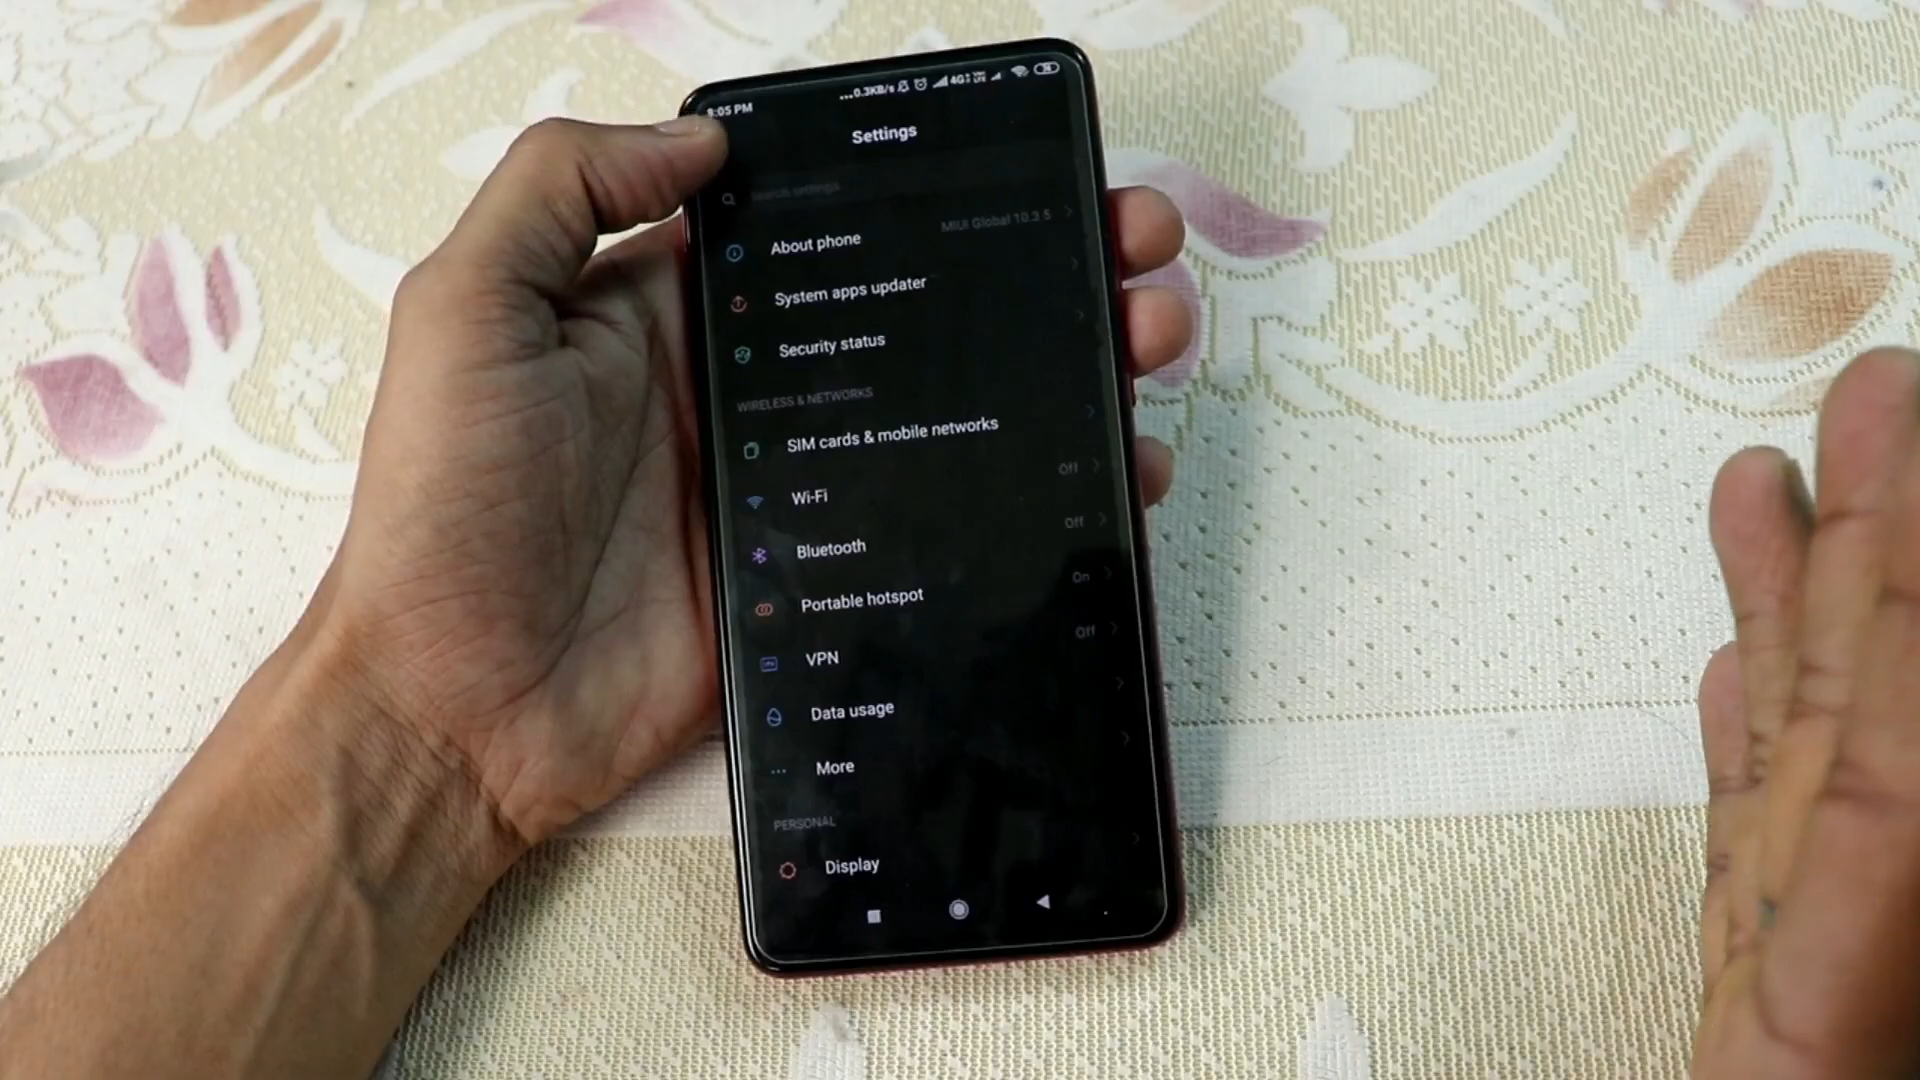 :05 PM
...0.3KB/s 4G
Settings
Search settings
About phone MIUI Global 10.3.5
System apps updater
Security status
WIRELESS & NETWORKS
SIM cards & mobile networks
Wi-Fi Off
Bluetooth Off
Portable hotspot On
VPN Off
Data usage
More
PERSONAL
Display